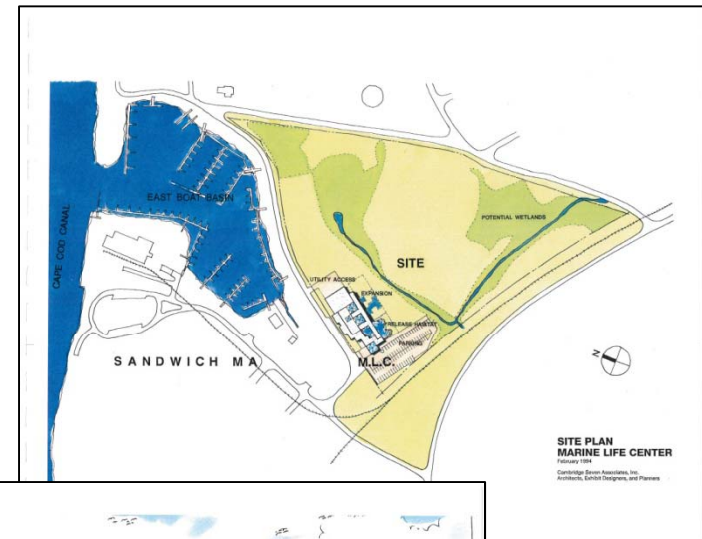 EAST BOAT BASIN
CAPE COD CANAL
POTENTIAL WETLANDS
SITE
UTILITY ACCESS
EXPANSION
RELEASE HABITAT
PARKING
SANDWICH MA
M.L.C.
N
SITE PLAN
MARINE LIFE CENTER
February 1994
Cambridge Seven Associates, Inc.
Architects, Exhibit Designers, and Planners